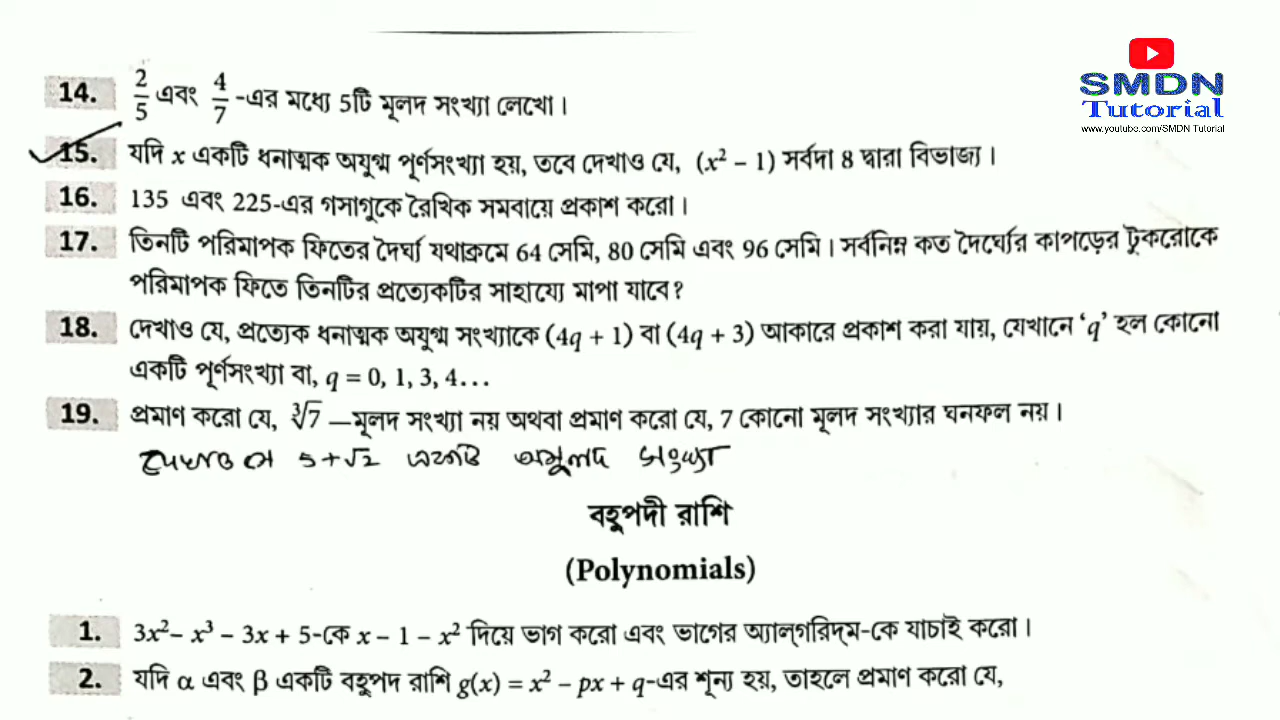 SMDN
Tutorial
www.youtube.com/SMDN Tutorial
14. 2/5 এবং 4/7 -এর মধ্যে 5টি মূলদ সংখ্যা লেখো।
15. যদি x একটি ধনাত্মক অযুগ্ম পূর্ণসংখ্যা হয়, তবে দেখাও যে, (x² – 1) সর্বদা 8 দ্বারা বিভাজ্য।
16. 135 এবং 225-এর গসাগুকে রৈখিক সমবায়ে প্রকাশ করো।
17. তিনটি পরিমাপক ফিতের দৈর্ঘ্য যথাক্রমে 64 সেমি, 80 সেমি এবং 96 সেমি। সর্বনিম্ন কত দৈর্ঘ্যের কাপড়ের টুকরোকে
পরিমাপক ফিতে তিনটির প্রত্যেকটির সাহায্যে মাপা যাবে?
18. দেখাও যে, প্রত্যেক ধনাত্মক অযুগ্ম সংখ্যাকে (4q + 1) বা (4q + 3) আকারে প্রকাশ করা যায়, যেখানে ‘q’ হল কোনো
একটি পূর্ণসংখ্যা বা, q = 0, 1, 3, 4...
19. প্রমাণ করো যে, ∛7 —মূলদ সংখ্যা নয় অথবা প্রমাণ করো যে, 7 কোনো মূলদ সংখ্যার ঘনফল নয়।
দেখাও যে 5+√2 একটি অমূলদ সংখ্যা
বহুপদী রাশি
(Polynomials)
1. 3x²– x³ – 3x + 5-কে x – 1 – x² দিয়ে ভাগ করো এবং ভাগের অ্যাল্‌গরিদ্‌ম-কে যাচাই করো।
2. যদি α এবং β একটি বহুপদ রাশি g(x) = x² – px + q-এর শূন্য হয়, তাহলে প্রমাণ করো যে,